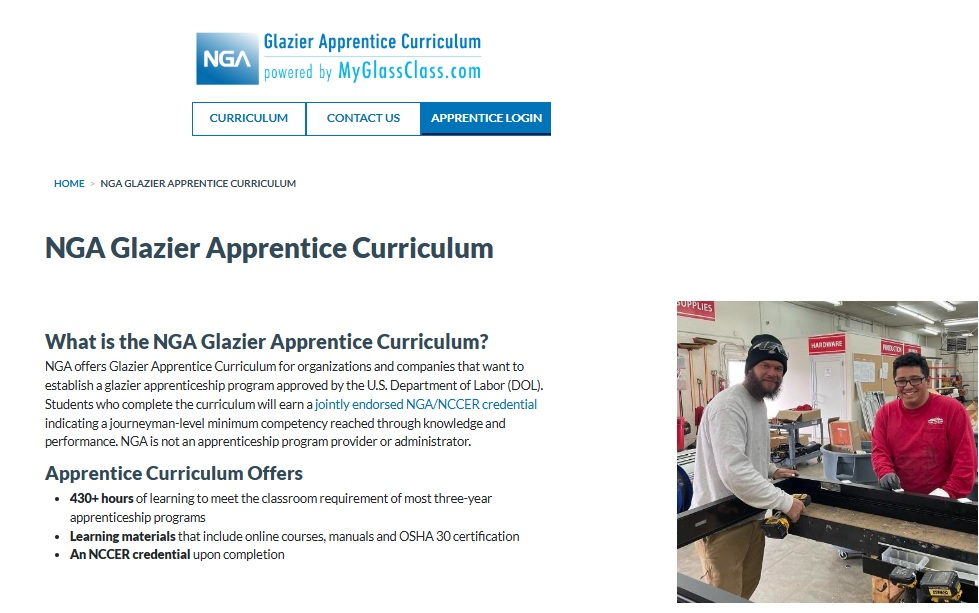 NGA
Glazier Apprentice Curriculum
powered by MyGlassClass.com
CURRICULUM
CONTACT US
APPRENTICE LOGIN
HOME > NGA GLAZIER APPRENTICE CURRICULUM
NGA Glazier Apprentice Curriculum
What is the NGA Glazier Apprentice Curriculum?
NGA offers Glazier Apprentice Curriculum for organizations and companies that want to
establish a glazier apprenticeship program approved by the U.S. Department of Labor (DOL).
Students who complete the curriculum will earn a jointly endorsed NGA/NCCER credential
indicating a journeyman-level minimum competency reached through knowledge and
performance. NGA is not an apprenticeship program provider or administrator.
Apprentice Curriculum Offers
• 430+ hours of learning to meet the classroom requirement of most three-year
apprenticeship programs
• Learning materials that include online courses, manuals and OSHA 30 certification
• An NCCER credential upon completion
SUPPLIES
HARDWARE
PRODUCTION